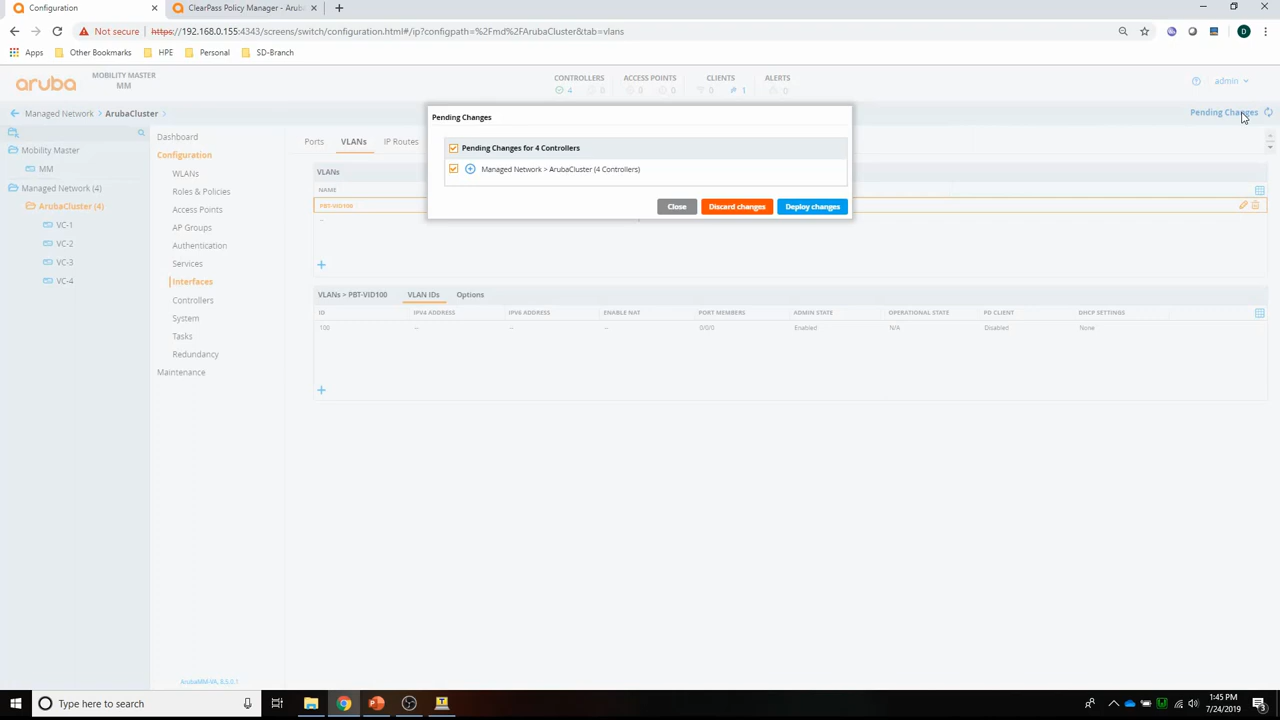 Configuration
ClearPass Policy Manager - Aruba
Not secure https://192.168.0.155:4343/screens/switch/configuration.html#/ip?configpath=%2Fmd%2FArubaCluster&tab=vlans
D
Apps Other Bookmarks HPE Personal SD-Branch
aruba
MOBILITY MASTER
MM
CONTROLLERS ACCESS POINTS CLIENTS ALERTS
4 0 0 0 1 0
admin
Managed Network > ArubaCluster >
Pending Changes
Mobility Master
MM
Managed Network (4)
ArubaCluster (4)
VC-1
VC-2
VC-3
VC-4
Dashboard
Configuration
WLANs
Roles & Policies
Access Points
AP Groups
Authentication
Services
Interfaces
Controllers
System
Tasks
Redundancy
Maintenance
ArubaMM-VA, 8.5.0.1
Ports VLANs IP Routes
VLANs
NAME
PBT-VID100
--
Pending Changes
Pending Changes for 4 Controllers
Managed Network > ArubaCluster (4 Controllers)
Close Discard changes Deploy changes
+
VLANs > PBT-VID100 VLAN IDs Options
ID IPV4 ADDRESS IPV6 ADDRESS ENABLE NAT PORT MEMBERS ADMIN STATE OPERATIONAL STATE PD CLIENT DHCP SETTINGS
100 -- -- -- 0/0/0 Enabled N/A Disabled None
+
Type here to search
1:45 PM
7/24/2019